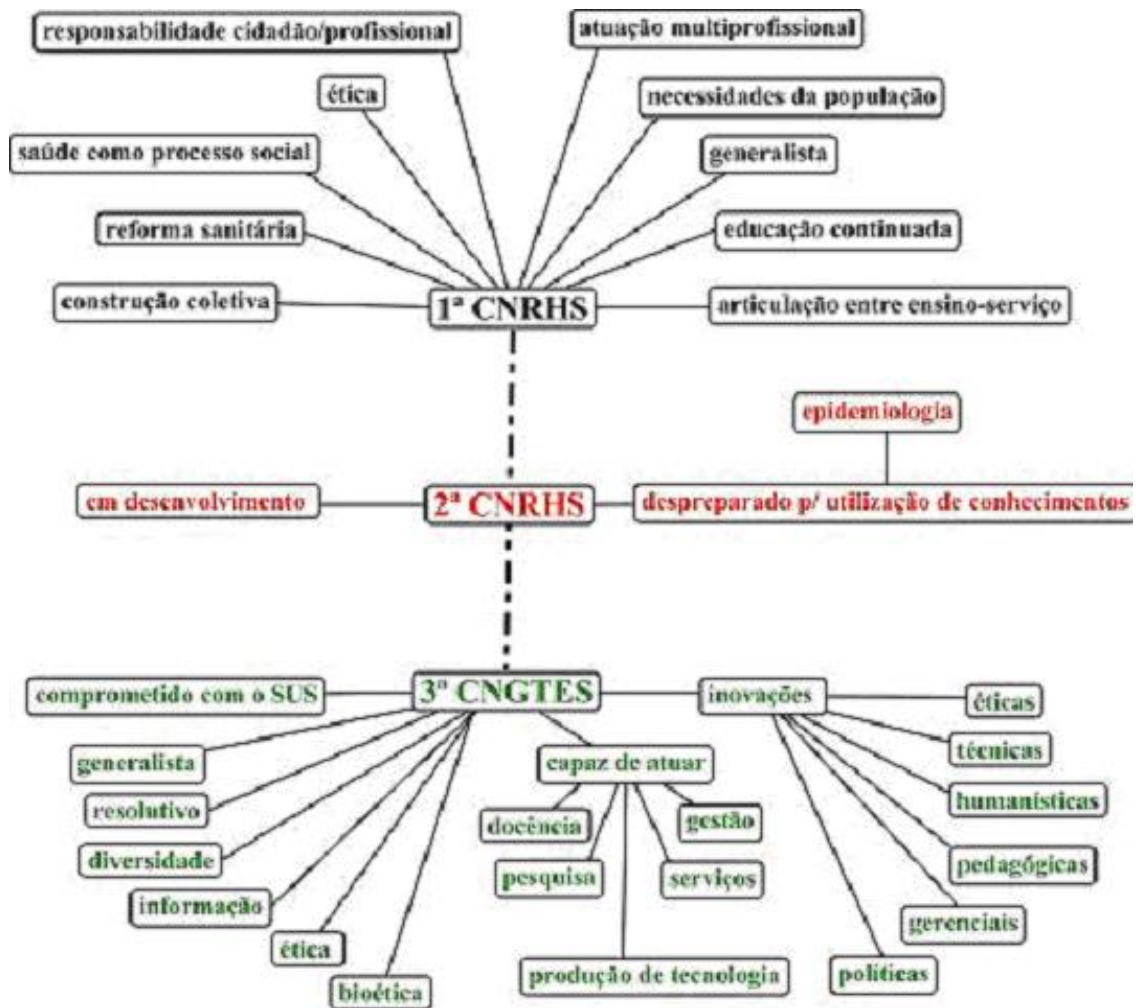 responsabilidade cidadão/profissional
atuação multiprofissional
ética
necessidades da população
saúde como processo social
generalista
reforma sanitária
educação continuada
construção coletiva
1ª CNRHS
articulação entre ensino-serviço
epidemiologia
em desenvolvimento
2ª CNRHS
despreparado p/ utilização de conhecimentos
comprometido com o SUS
3ª CNGTES
inovações
éticas
generalista
capaz de atuar
técnicas
resolutivo
docência
gestão
humanísticas
diversidade
pesquisa
serviços
pedagógicas
informação
gerenciais
ética
produção de tecnologia
políticas
bioética